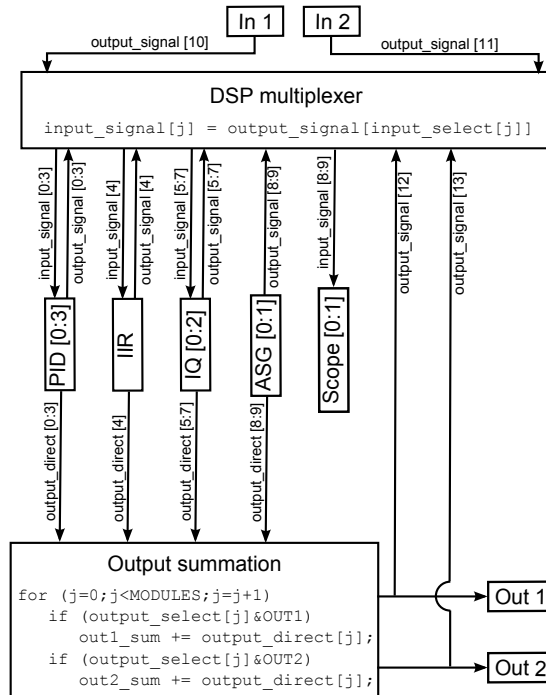 In 1
In 2
output_signal [10]
output_signal [11]
DSP multiplexer
input_signal[j] = output_signal[input_select[j]]
input_signal [0:3]
output_signal [0:3]
input_signal [4]
output_signal [4]
input_signal [5:7]
output_signal [5:7]
output_signal [8:9]
input_signal [8:9]
output_signal [12]
output_signal [13]
PID [0:3]
IIR
IQ [0:2]
ASG [0:1]
Scope [0:1]
output_direct [0:3]
output_direct [4]
output_direct [5:7]
output_direct [8:9]
Output summation
for (j=0;j<MODULES;j=j+1)
if (output_select[j]&OUT1)
out1_sum += output_direct[j];
if (output_select[j]&OUT2)
out2_sum += output_direct[j];
Out 1
Out 2